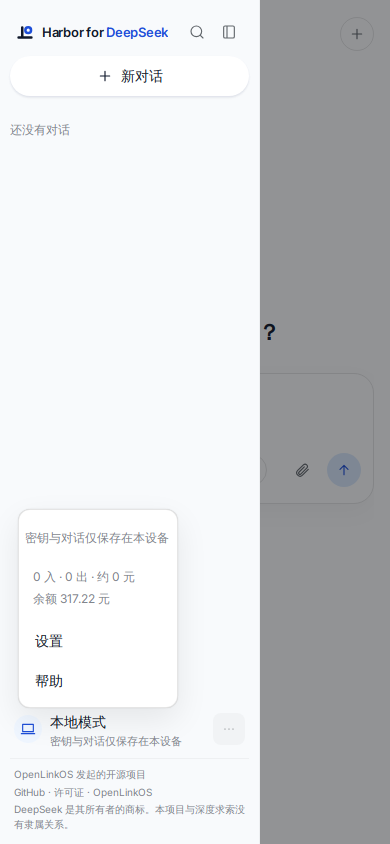 Harbor for DeepSeek
新对话
还没有对话
？
密钥与对话仅保存在本设备
0 入 · 0 出 · 约 0 元
余额 317.22 元
设置
帮助
本地模式
密钥与对话仅保存在本设备
OpenLinkOS 发起的开源项目
GitHub · 许可证 · OpenLinkOS
DeepSeek 是其所有者的商标。本项目与深度求索没
有隶属关系。